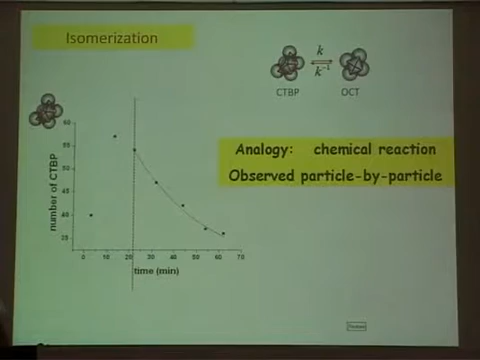 Isomerization
k
k⁻¹
CTBP
OCT
Analogy: chemical reaction
Observed particle-by-particle
number of CTBP
60
55
50
45
40
35
0 10 20 30 40 50 60 70
time (min)